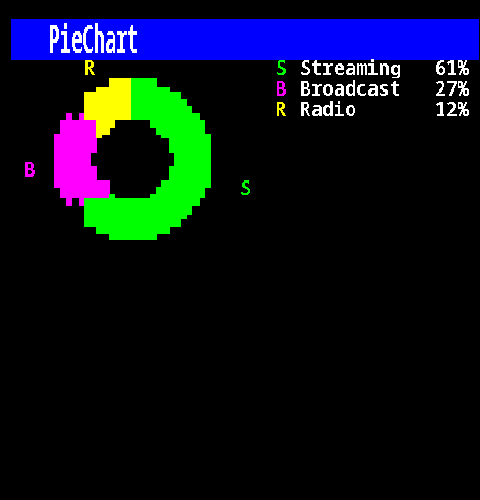 PieChart
R
S Streaming 61%
B Broadcast 27%
R Radio 12%
B
S